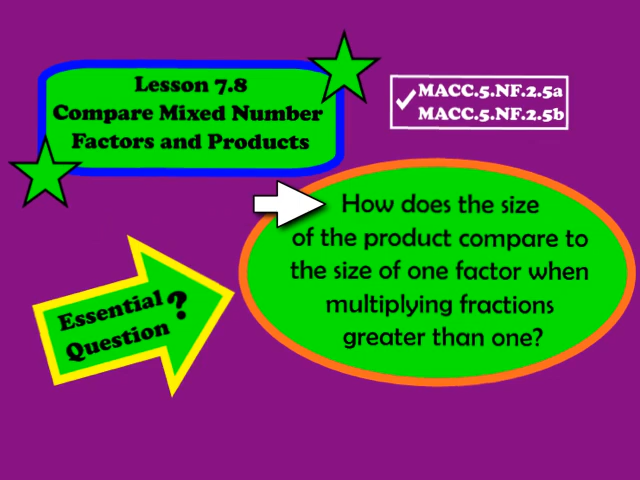 Lesson 7.8
Compare Mixed Number
Factors and Products
MACC.5.NF.2.5a
MACC.5.NF.2.5b
Essential
Question ?
How does the size
of the product compare to
the size of one factor when
multiplying fractions
greater than one?